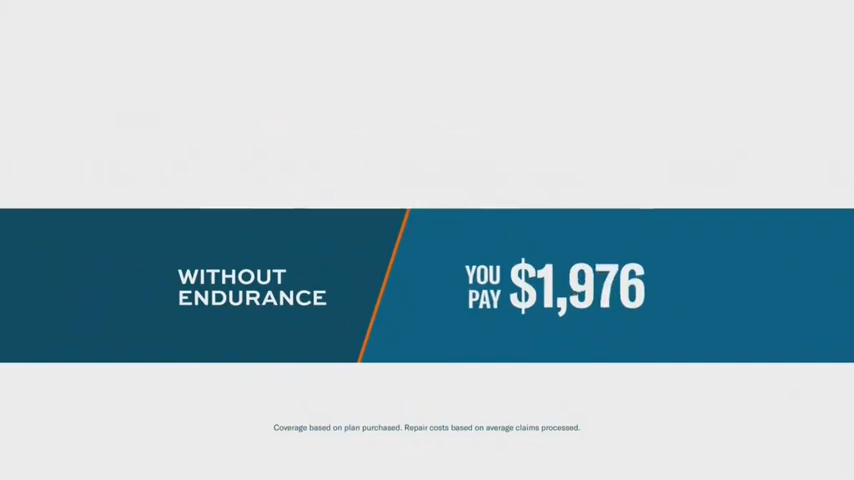 WITHOUT
ENDURANCE
YOU
PAY
$1,976
Coverage based on plan purchased. Repair costs based on average claims processed.